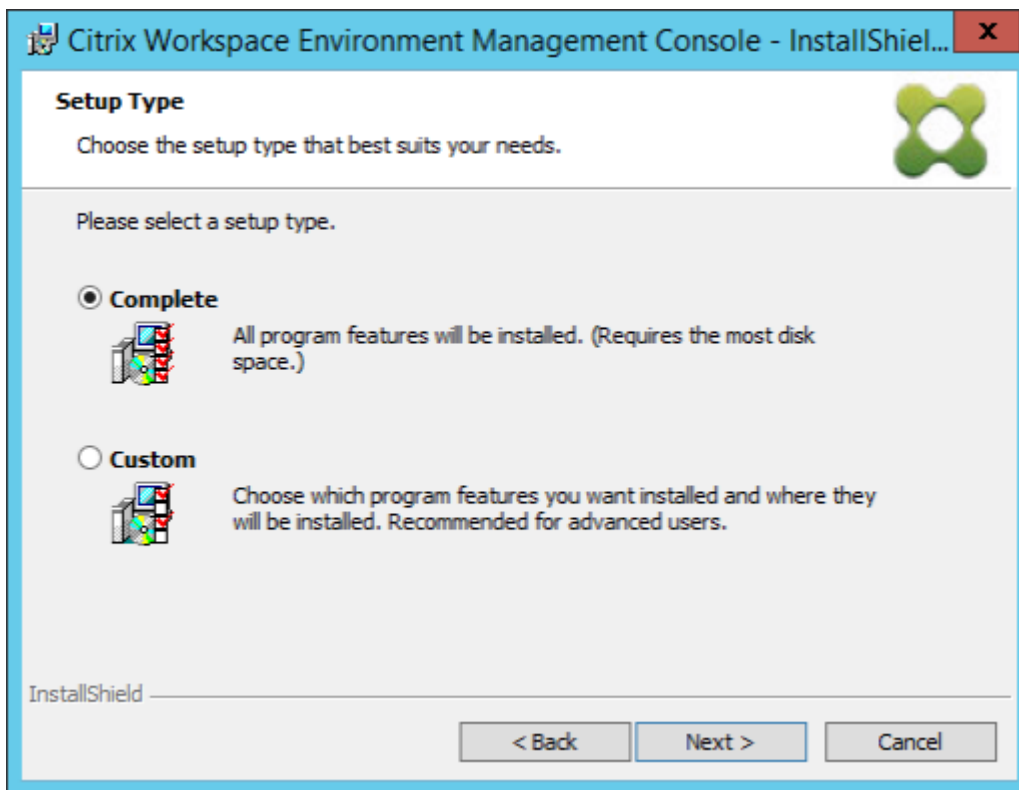 Citrix Workspace Environment Management Console - InstallShiel...
Setup Type
Choose the setup type that best suits your needs.
Please select a setup type.
Complete
All program features will be installed. (Requires the most disk
space.)
Custom
Choose which program features you want installed and where they
will be installed. Recommended for advanced users.
InstallShield
< Back Next > Cancel